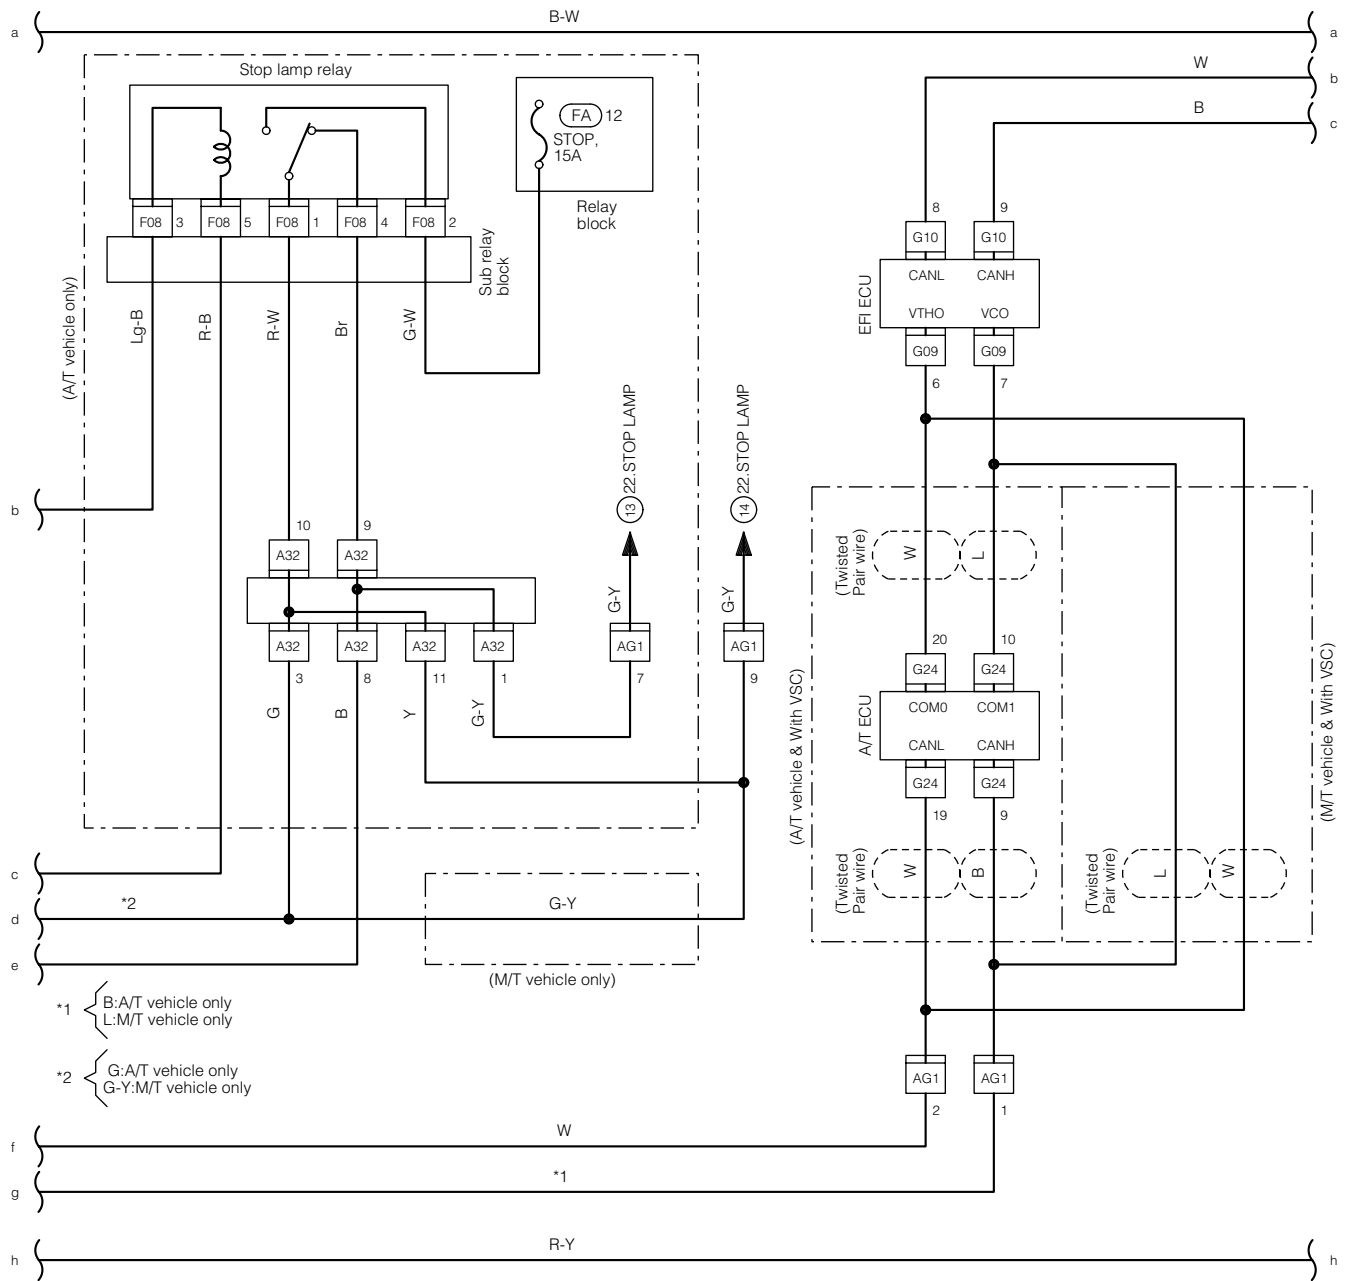 a
B-W
a
W
b
B
c
Stop lamp relay
FA
12
STOP,
15A
Relay
block
F08
3
F08
5
F08
1
F08
4
F08
2
Sub relay
block
(A/T vehicle only)
Lg-B
R-B
R-W
Br
G-W
8
9
G10
G10
CANL
CANH
EFI ECU
VTHO
VCO
G09
G09
6
7
22.STOP LAMP
13
22.STOP LAMP
14
b
10
9
A32
A32
G-Y
G-Y
A32
A32
A32
A32
AG1
AG1
3
8
11
1
7
9
G
B
Y
G-Y
(Twisted
Pair wire)
W
L
20
10
G24
G24
COM0
COM1
A/T ECU
CANL
CANH
G24
G24
19
9
(A/T vehicle & With VSC)
(M/T vehicle & With VSC)
(Twisted
Pair wire)
W
B
(Twisted
Pair wire)
L
W
c
d
*2
G-Y
e
(M/T vehicle only)
*1
B:A/T vehicle only
L:M/T vehicle only
*2
G:A/T vehicle only
G-Y:M/T vehicle only
AG1
AG1
2
1
f
W
g
*1
h
R-Y
h